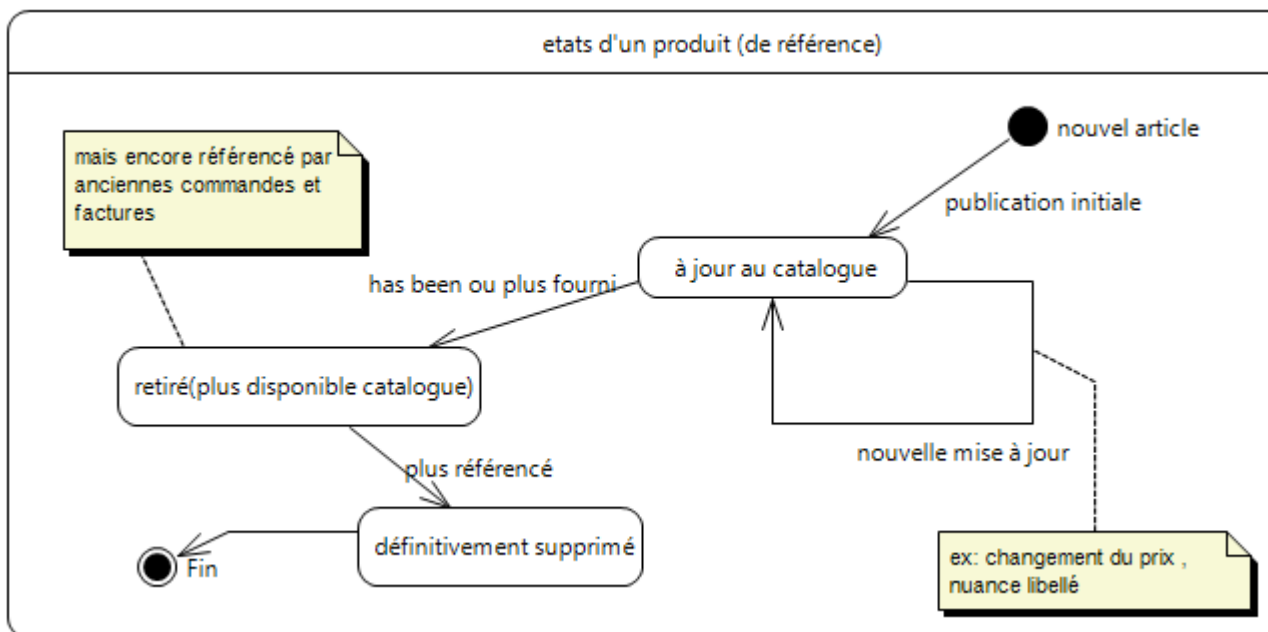 etats d'un produit (de référence)
nouvel article
mais encore référencé par
anciennes commandes et
factures
publication initiale
à jour au catalogue
has been ou plus fourni
retiré(plus disponible catalogue)
nouvelle mise à jour
plus référencé
définitivement supprimé
Fin
ex: changement du prix ,
nuance libellé